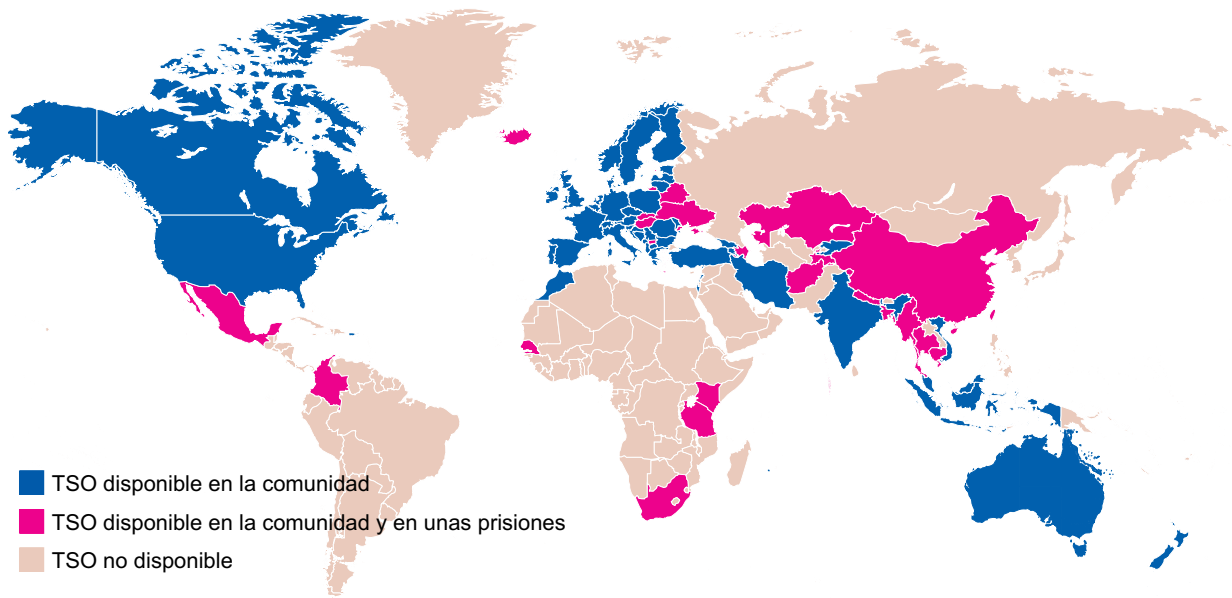 TSO disponible en la comunidad
TSO disponible en la comunidad y en unas prisiones
TSO no disponible